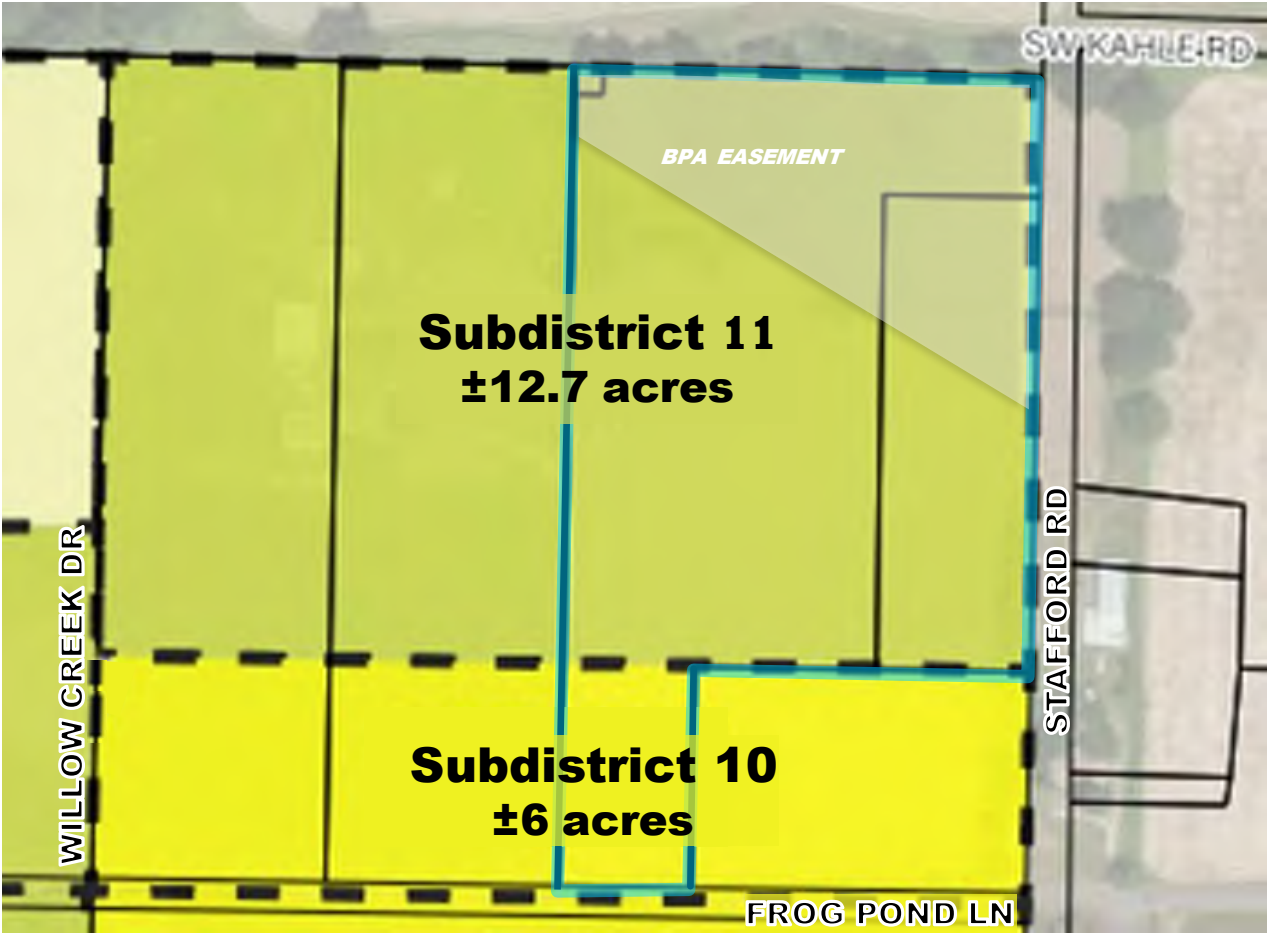 SW KAHLE RD
BPA EASEMENT
Subdistrict 11
±12.7 acres
WILLOW CREEK DR
STAFFORD RD
Subdistrict 10
±6 acres
FROG POND LN